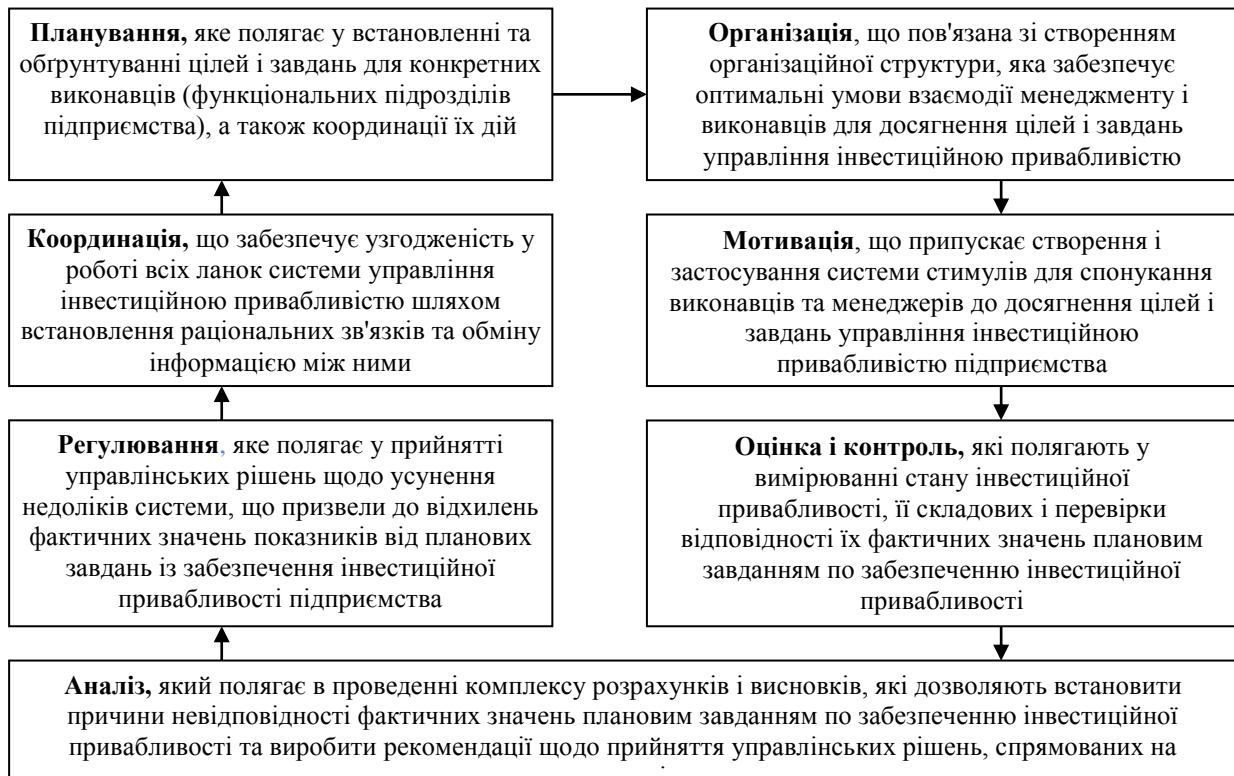 Планування, яке полягає у встановленні та
обґрунтуванні цілей і завдань для конкретних
виконавців (функціональних підрозділів
підприємства), а також координації їх дій
Організація, що пов'язана зі створенням
організаційної структури, яка забезпечує
оптимальні умови взаємодії менеджменту і
виконавців для досягнення цілей і завдань
управління інвестиційною привабливістю
Координація, що забезпечує узгодженість у
роботі всіх ланок системи управління
інвестиційною привабливістю шляхом
встановлення раціональних зв'язків та обміну
інформацією між ними
Мотивація, що припускає створення і
застосування системи стимулів для спонукання
виконавців та менеджерів до досягнення цілей і
завдань управління інвестиційною
привабливістю підприємства
Регулювання, яке полягає у прийнятті
управлінських рішень щодо усунення
недоліків системи, що призвели до відхилень
фактичних значень показників від планових
завдань із забезпечення інвестиційної
привабливості підприємства
Оцінка і контроль, які полягають у
вимірюванні стану інвестиційної
привабливості, її складових і перевірки
відповідності їх фактичних значень плановим
завданням по забезпеченню інвестиційної
привабливості
Аналіз, який полягає в проведенні комплексу розрахунків і висновків, які дозволяють встановити
причини невідповідності фактичних значень плановим завданням по забезпеченню інвестиційної
привабливості та виробити рекомендації щодо прийняття управлінських рішень, спрямованих на